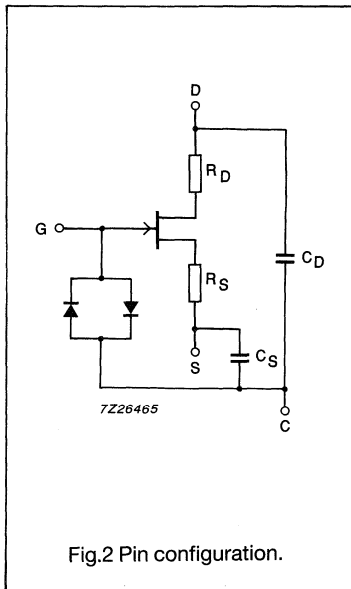 D
R D
G
C D
R S
S
C S
7Z26465
C
Fig.2 Pin configuration.